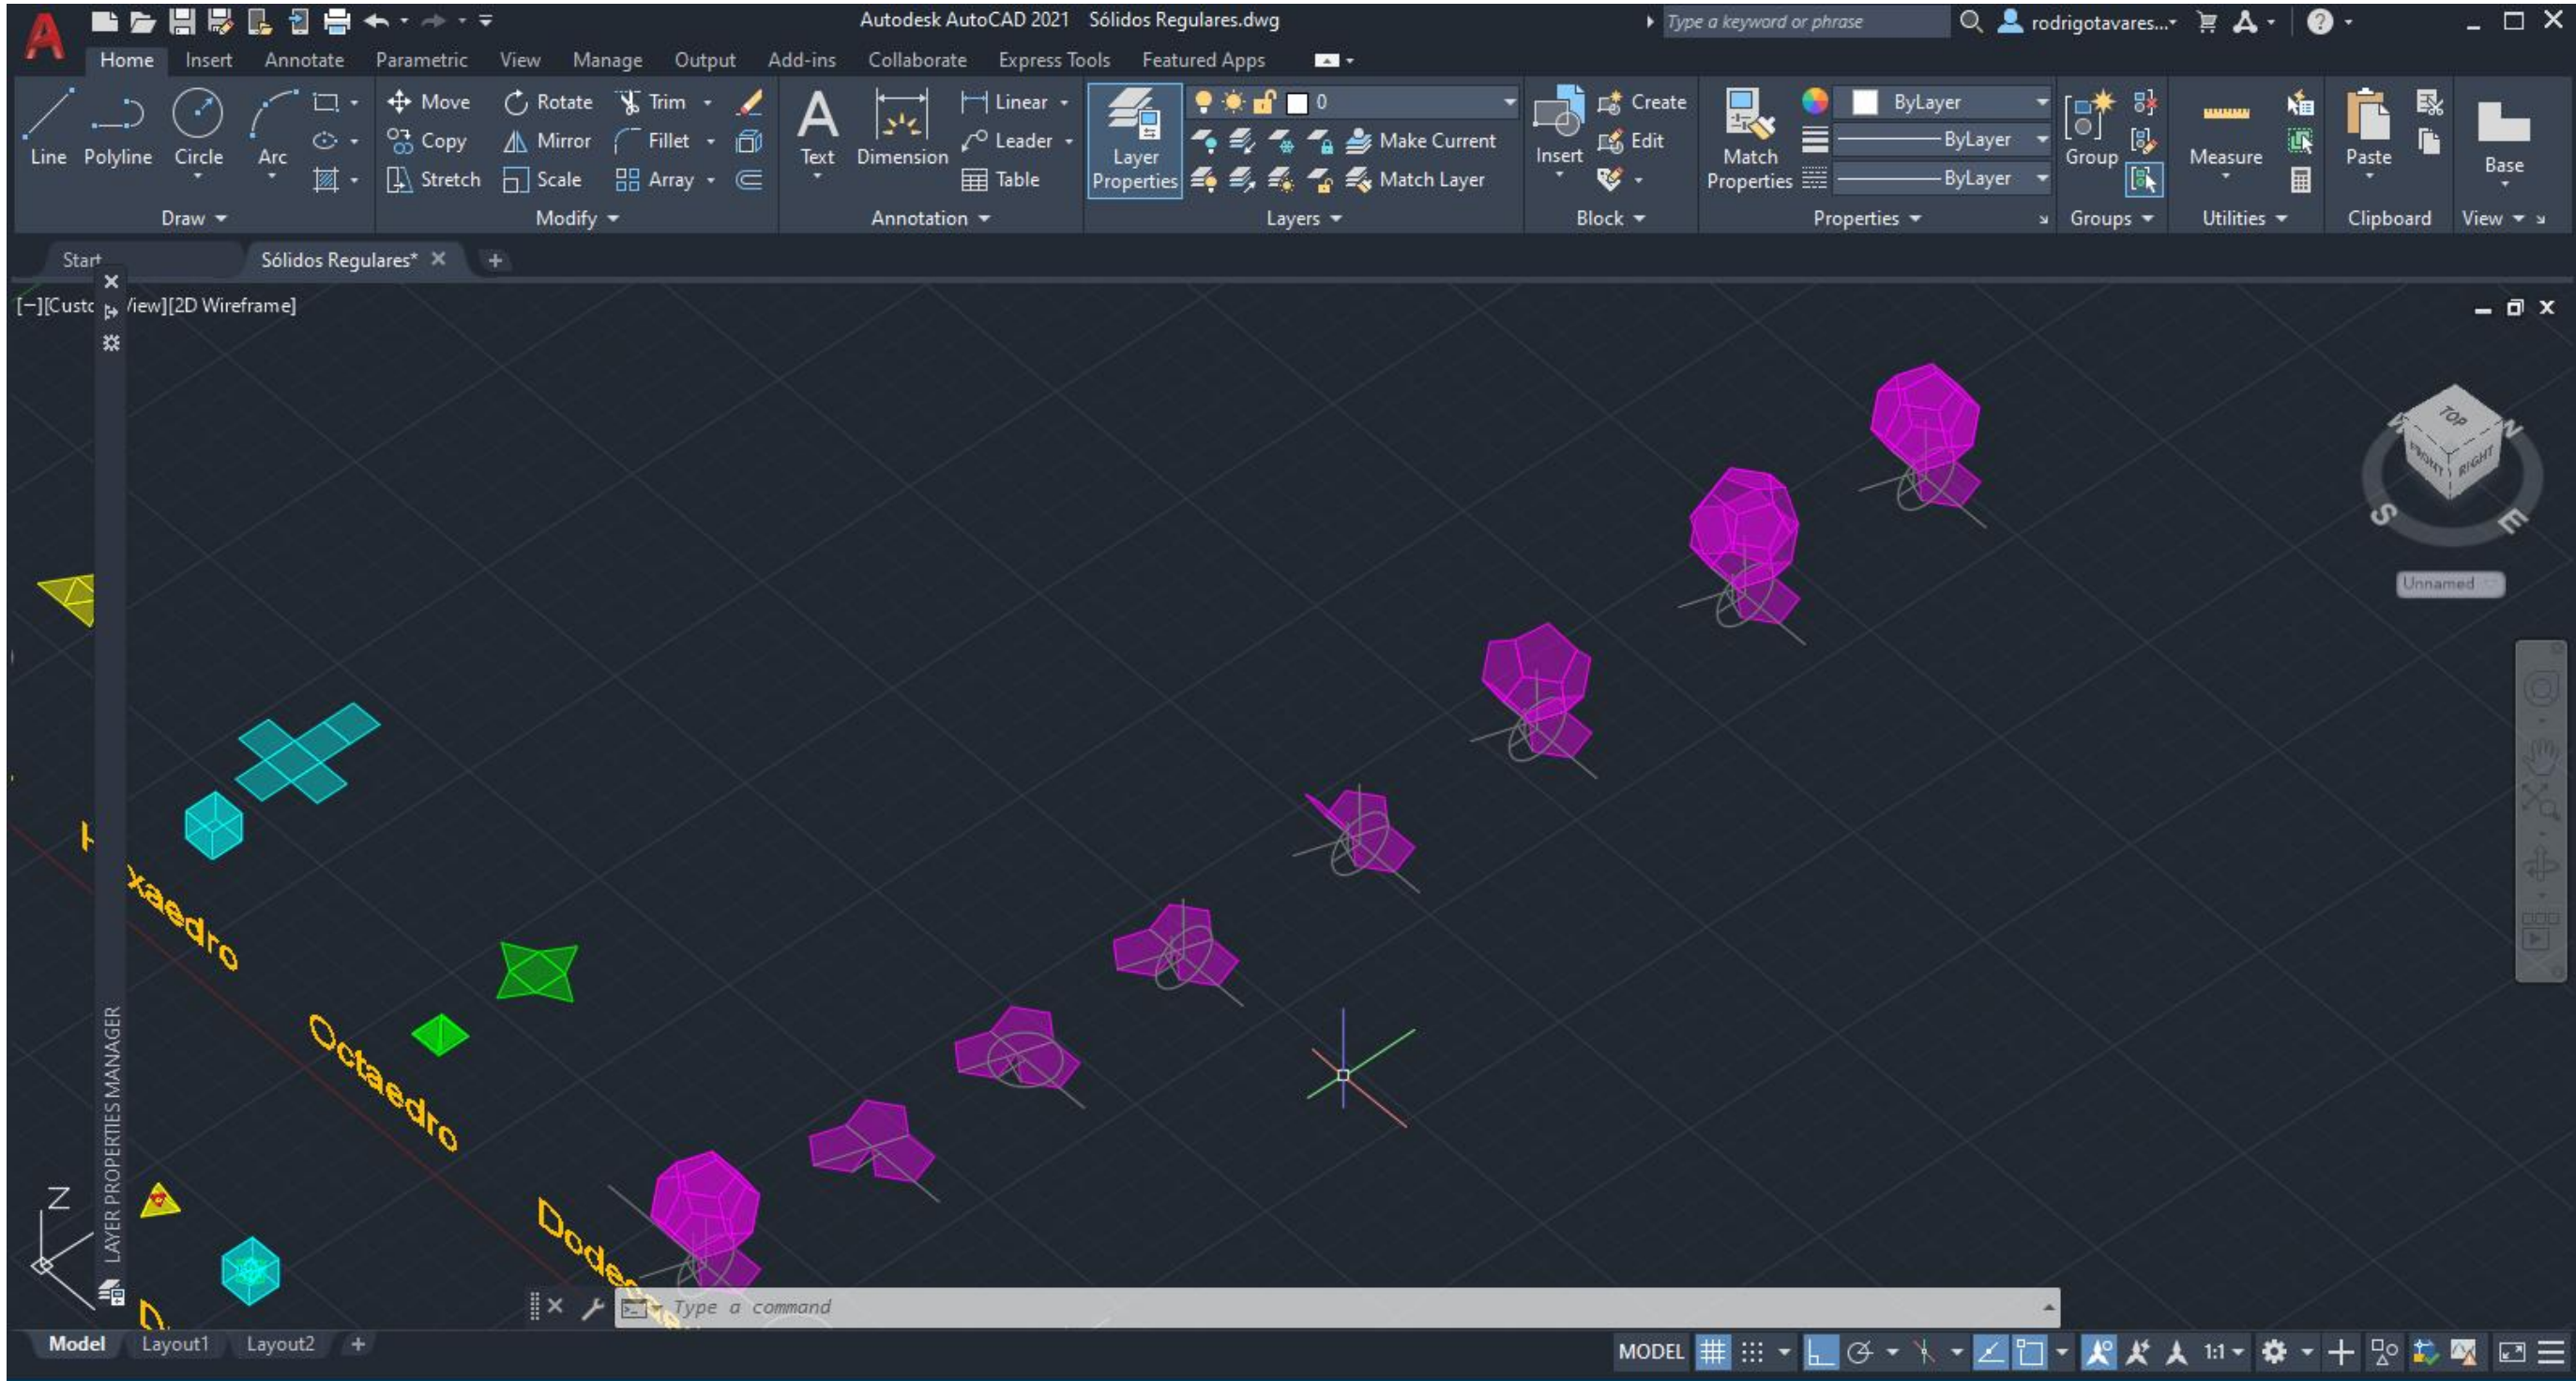 Autodesk AutoCAD 2021 Sólidos Regulares.dwg
Type a keyword or phrase
rodrigotavares...
Home Insert Annotate Parametric View Manage Output Add-ins Collaborate Express Tools Featured Apps
Line Polyline Circle Arc
Move Rotate Trim
Copy Mirror Fillet
Stretch Scale Array
Text Dimension
Linear
Leader
Table
Layer Properties
0
Make Current
Match Layer
Insert
Create
Edit
Match Properties
ByLayer
ByLayer
ByLayer
Group
Measure
Paste
Base
Draw Modify Annotation Layers Block Properties Groups Utilities Clipboard View
Start Sólidos Regulares*
[−][Custo
View][2D Wireframe]
TOP
FRONT RIGHT
N
S E
Unnamed
H
xaedro
Octaedro
LAYER PROPERTIES MANAGER
Z
D
Type a command
Model Layout1 Layout2
MODEL 1:1